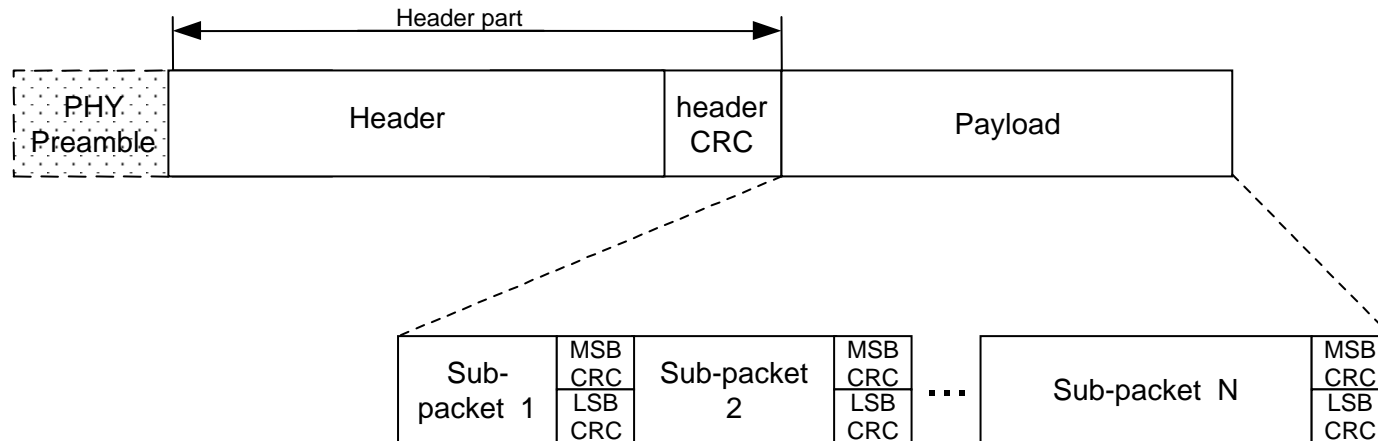 Header part
PHY
Preamble
Header
header
CRC
Payload
Sub-
packet 1
MSB
CRC
LSB
CRC
Sub-packet
2
MSB
CRC
LSB
CRC
...
Sub-packet N
MSB
CRC
LSB
CRC